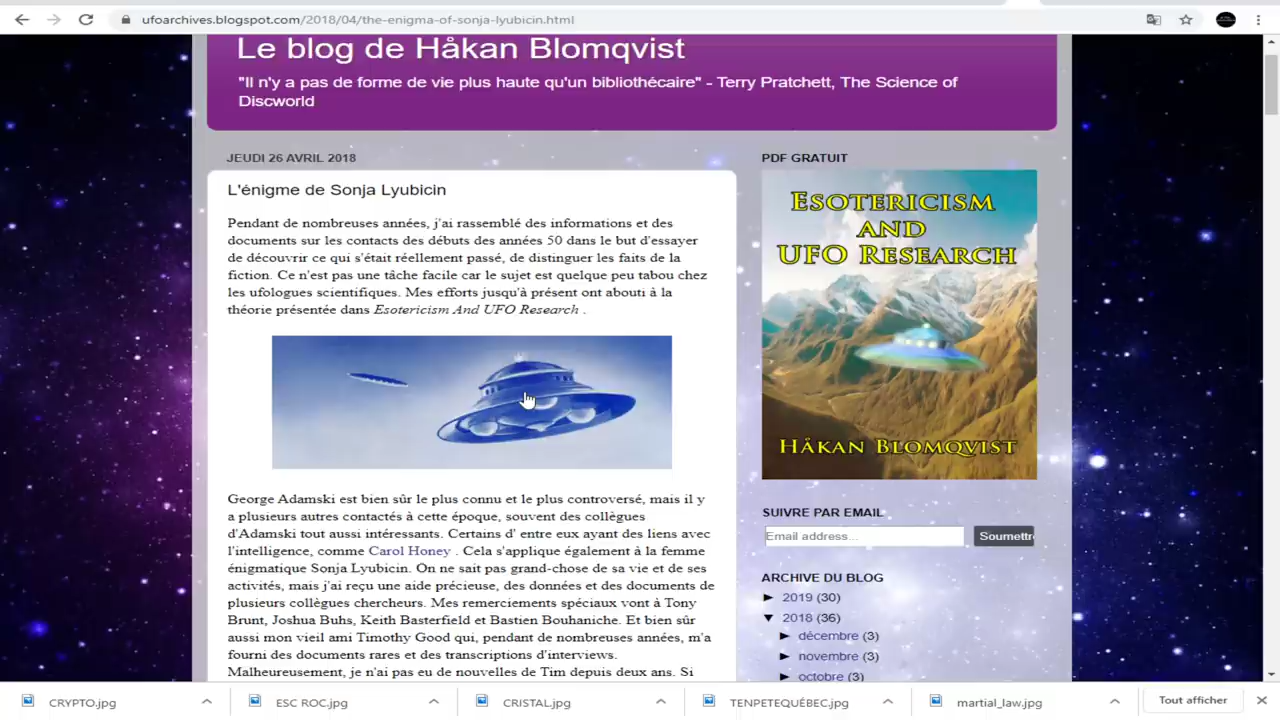 ufoarchives.blogspot.com/2018/04/the-enigma-of-sonja-lyubicin.html
Le blog de Håkan Blomqvist
"Il n'y a pas de forme de vie plus haute qu'un bibliothécaire" - Terry Pratchett, The Science of
Discworld
JEUDI 26 AVRIL 2018
L'énigme de Sonja Lyubicin
Pendant de nombreuses années, j'ai rassemblé des informations et des
documents sur les contacts des débuts des années 50 dans le but d'essayer
de découvrir ce qui s'était réellement passé, de distinguer les faits de la
fiction. Ce n'est pas une tâche facile car le sujet est quelque peu tabou chez
les ufologues scientifiques. Mes efforts jusqu'à présent ont abouti à la
théorie présentée dans Esotericism And UFO Research .
George Adamski est bien sûr le plus connu et le plus controversé, mais il y
a plusieurs autres contactés à cette époque, souvent des collègues
d'Adamski tout aussi intéressants. Certains d' entre eux ayant des liens avec
l'intelligence, comme Carol Honey . Cela s'applique également à la femme
énigmatique Sonja Lyubicin. On ne sait pas grand-chose de sa vie et de ses
activités, mais j'ai reçu une aide précieuse, des données et des documents de
plusieurs collègues chercheurs. Mes remerciements spéciaux vont à Tony
Brunt, Joshua Buhs, Keith Basterfield et Bastien Bouhaniche. Et bien sûr
aussi mon vieil ami Timothy Good qui, pendant de nombreuses années, m'a
fourni des documents rares et des transcriptions d'interviews.
Malheureusement, je n'ai pas eu de nouvelles de Tim depuis deux ans. Si
PDF GRATUIT
ESOTERICISM
AND
UFO RESEARCH
HÅKAN BLOMQVIST
SUIVRE PAR EMAIL
Email address...
Soumettr
ARCHIVE DU BLOG
► 2019 (30)
▼ 2018 (36)
► décembre (3)
► novembre (3)
► octobre (3)
CRYPTO.jpg
ESC ROC.jpg
CRISTAL.jpg
TENPETEQUÉBEC.jpg
martial_law.jpg
Tout afficher